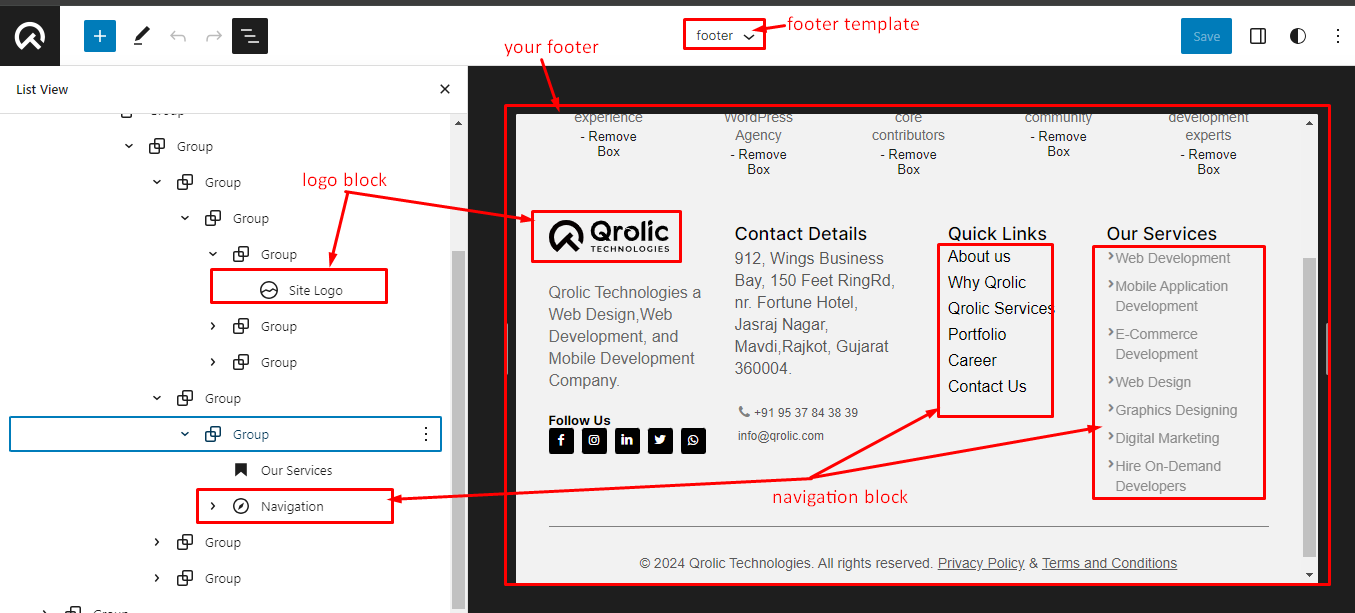 footer
footer template
Save
your footer
List View
Group
Group
Group
Group
Group
Site Logo
Group
Group
Group
Group
Our Services
Navigation
Group
Group
Group
logo block
experience
- Remove
Box
WordPress
Agency
- Remove
Box
core
contributors
- Remove
Box
community
- Remove
Box
development
experts
- Remove
Box
Qrolic
TECHNOLOGIES
Qrolic Technologies a
Web Design,Web
Development, and
Mobile Development
Company.
Follow Us
Contact Details
912, Wings Business
Bay, 150 Feet RingRd,
nr. Fortune Hotel,
Jasraj Nagar,
Mavdi,Rajkot, Gujarat
360004.
+91 95 37 84 38 39
info@qrolic.com
Quick Links
About us
Why Qrolic
Qrolic Services
Portfolio
Career
Contact Us
Our Services
Web Development
Mobile Application
Development
E-Commerce
Development
Web Design
Graphics Designing
Digital Marketing
Hire On-Demand
Developers
navigation block
© 2024 Qrolic Technologies. All rights reserved. Privacy Policy & Terms and Conditions